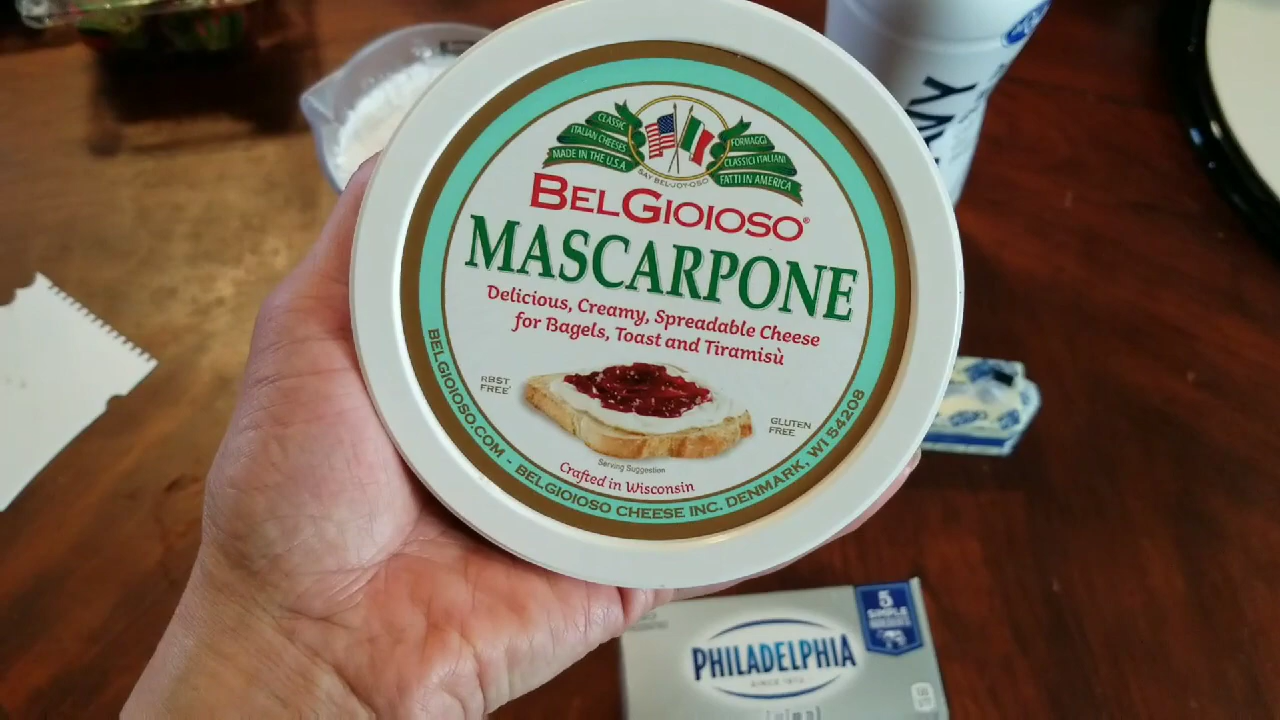 CLASSIC
ITALIAN CHEESES
MADE IN THE U.S.A
FORMAGGI
CLASSICI ITALIANI
FATTI IN AMERICA
SAY BEL-JOY-OSO
BELGIOIOSO®
MASCARPONE
Delicious, Creamy, Spreadable Cheese
for Bagels, Toast and Tiramisù
RBST
FREE
GLUTEN
FREE
Serving Suggestion
Crafted in Wisconsin
BELGIOIOSO.COM - BELGIOIOSO CHEESE INC. DENMARK, WI 54208
5
SIMPLE
PHILADELPHIA
SINCE 1872